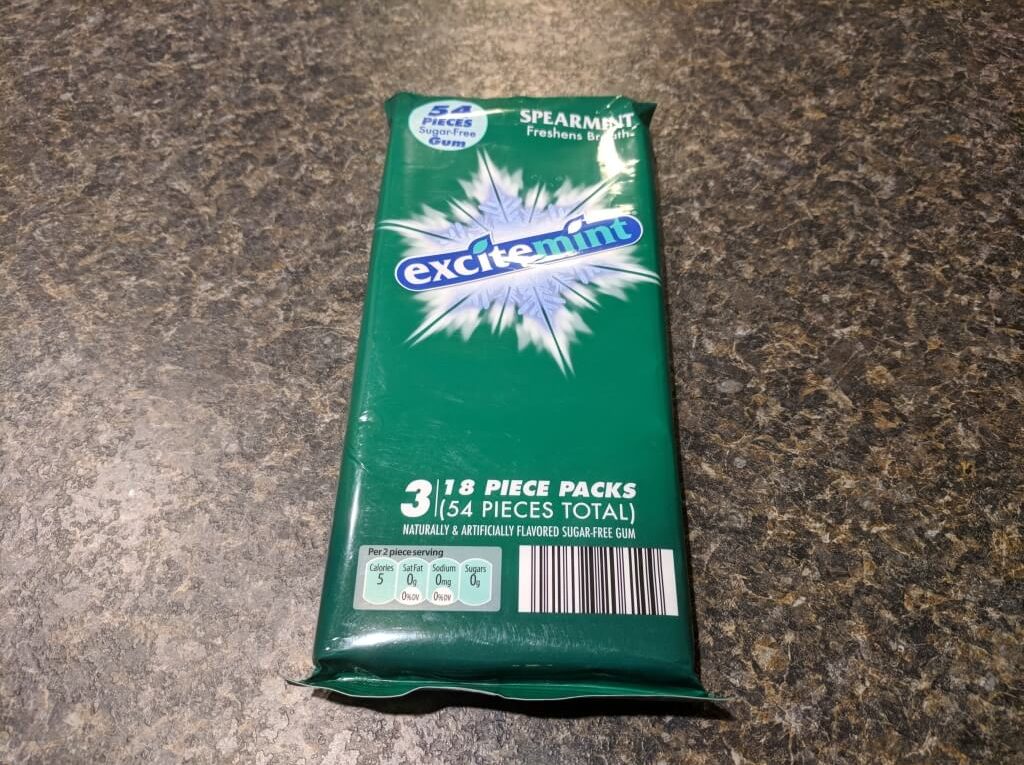 54
PIECES
Sugar-Free
Gum
SPEARMINT
Freshens Breath
excitemint
3 18 PIECE PACKS
(54 PIECES TOTAL)
NATURALLY & ARTIFICIALLY FLAVORED SUGAR-FREE GUM
Per 2 piece serving
Calories Sat Fat Sodium Sugars
5 0g 0mg 0g
0%DV 0%DV